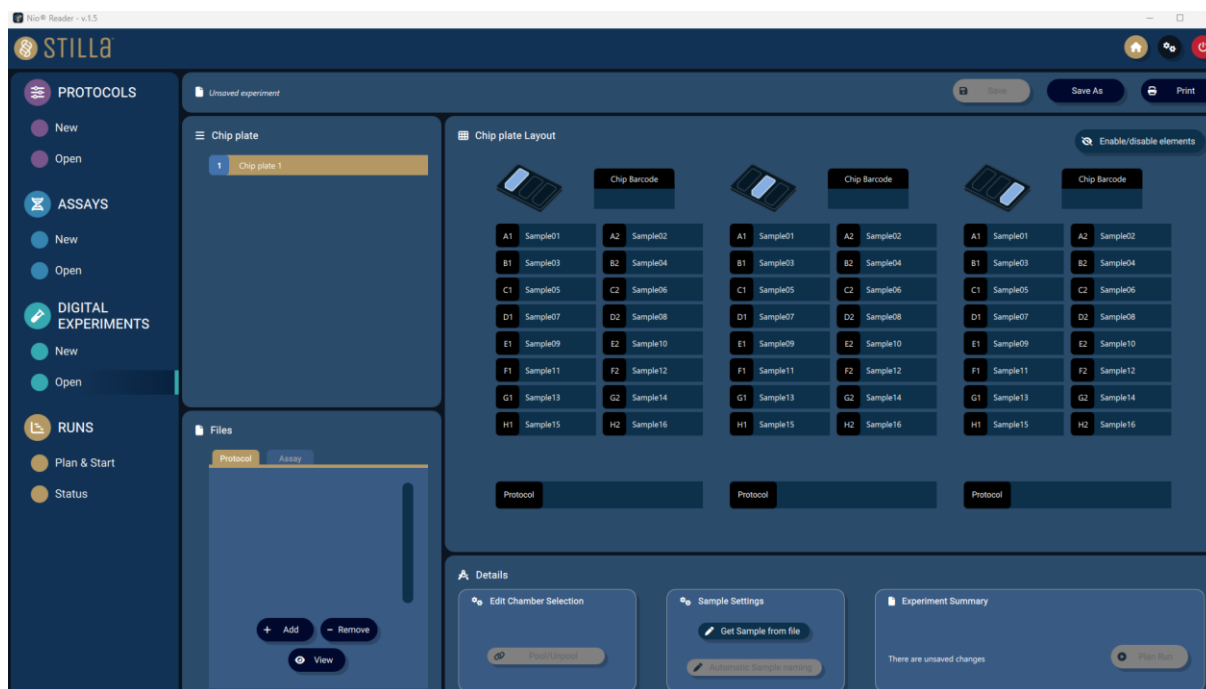 Nio® Reader - v.1.5
STILLA
PROTOCOLS
New
Open
ASSAYS
New
Open
DIGITAL
EXPERIMENTS
New
Open
RUNS
Plan & Start
Status
Unsaved experiment
Save
Save As
Print
Chip plate
1 Chip plate 1
Files
Protocol Assay
+ Add
- Remove
View
Chip plate Layout
Enable/disable elements
Chip Barcode
A1 Sample01 A2 Sample02
B1 Sample03 B2 Sample04
C1 Sample05 C2 Sample06
D1 Sample07 D2 Sample08
E1 Sample09 E2 Sample10
F1 Sample11 F2 Sample12
G1 Sample13 G2 Sample14
H1 Sample15 H2 Sample16
Protocol
Chip Barcode
A1 Sample01 A2 Sample02
B1 Sample03 B2 Sample04
C1 Sample05 C2 Sample06
D1 Sample07 D2 Sample08
E1 Sample09 E2 Sample10
F1 Sample11 F2 Sample12
G1 Sample13 G2 Sample14
H1 Sample15 H2 Sample16
Protocol
Chip Barcode
A1 Sample01 A2 Sample02
B1 Sample03 B2 Sample04
C1 Sample05 C2 Sample06
D1 Sample07 D2 Sample08
E1 Sample09 E2 Sample10
F1 Sample11 F2 Sample12
G1 Sample13 G2 Sample14
H1 Sample15 H2 Sample16
Protocol
Details
Edit Chamber Selection
Pool/Unpool
Sample Settings
Get Sample from file
Automatic Sample naming
Experiment Summary
There are unsaved changes
Plan Run